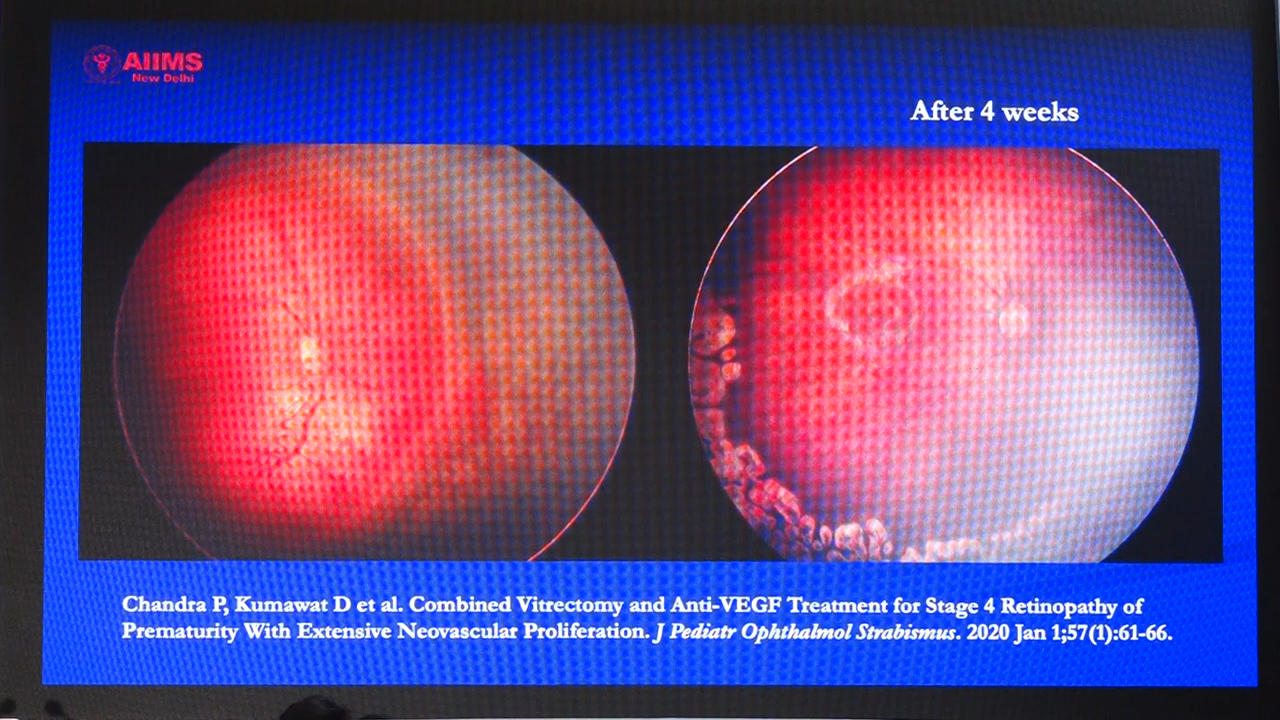 AIIMS
New Delhi
After 4 weeks
Chandra P, Kumawat D et al. Combined Vitrectomy and Anti-VEGF Treatment for Stage 4 Retinopathy of
Prematurity With Extensive Neovascular Proliferation. J Pediatr Ophthalmol Strabismus. 2020 Jan 1;57(1):61-66.